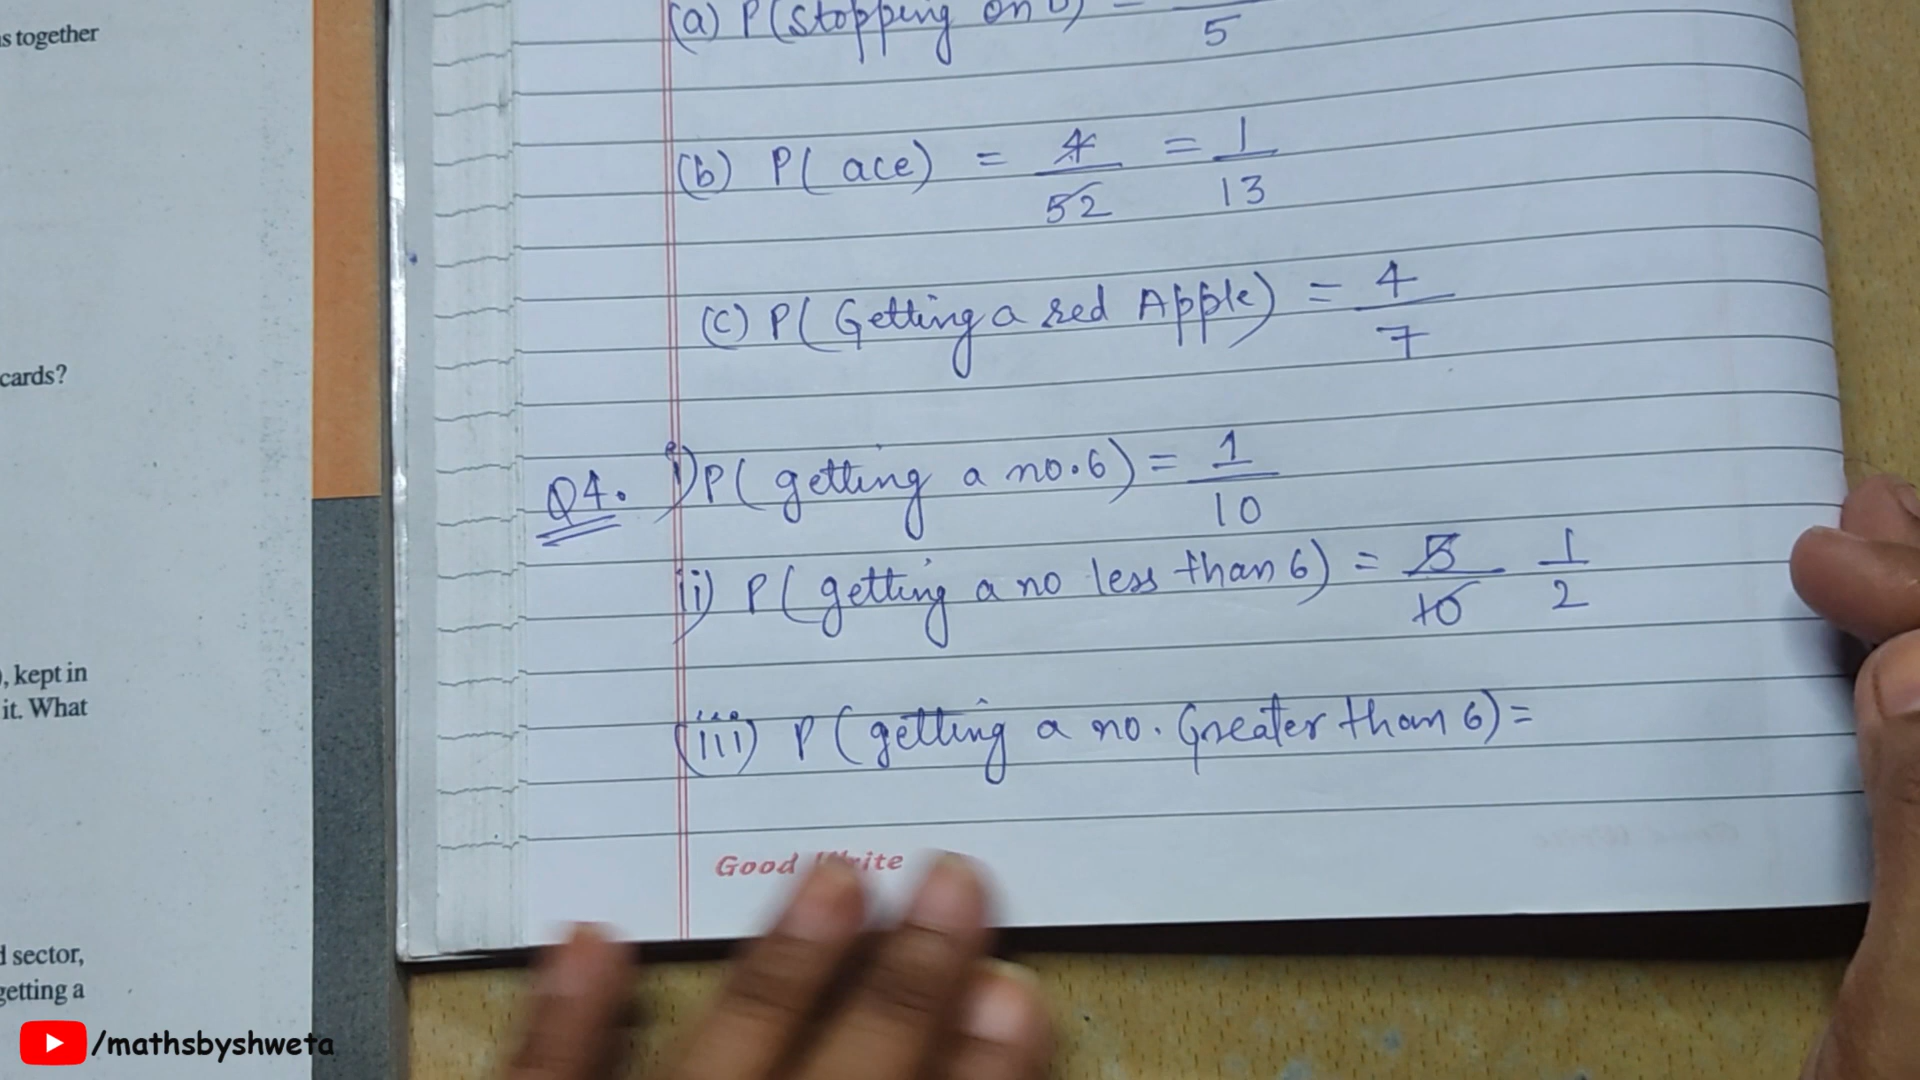 s together
cards?
, kept in
it. What
d sector,
getting a
(a) P(stopping on D) =
5
(b) P( ace) = 4/52 = 1/13
(c) P( Getting a red Apple) = 4/7
Q4. i) P( getting a no.6) = 1/10
ii) P( getting a no less than 6) = 5/10 1/2
(iii) P (getting a no. Greater than 6) =
Good Write
/mathsbyshweta